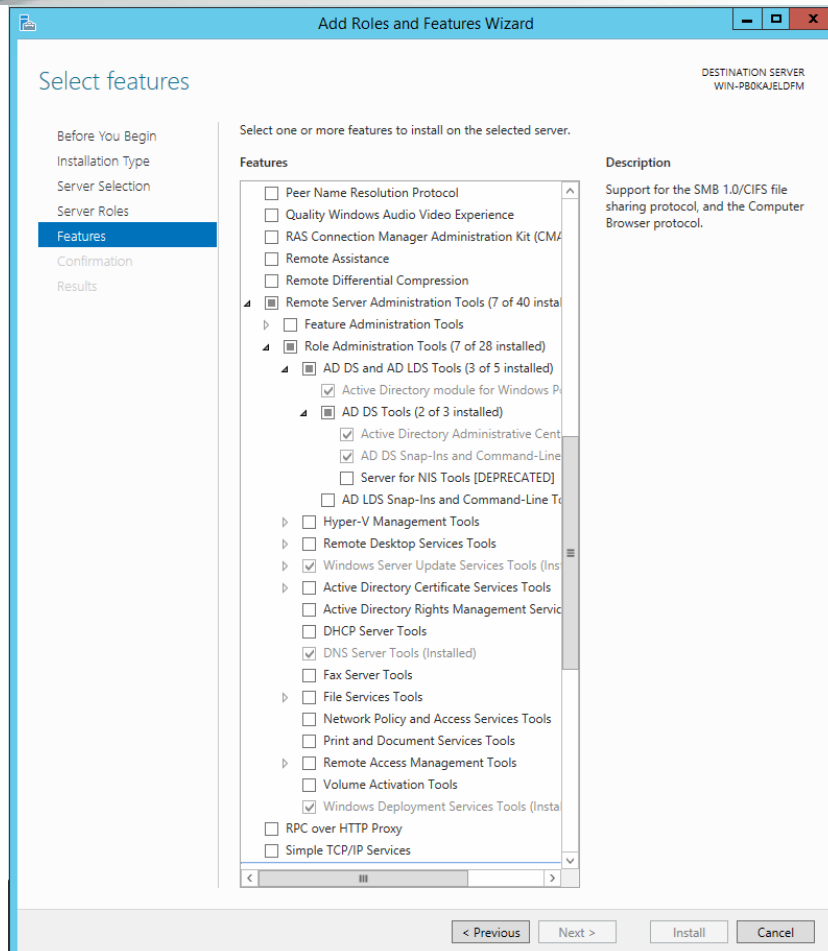 Add Roles and Features Wizard
Select features
DESTINATION SERVER
WIN-PB0KAJELDFM
Before You Begin
Installation Type
Server Selection
Server Roles
Features
Confirmation
Results
Select one or more features to install on the selected server.
Features
Peer Name Resolution Protocol
Quality Windows Audio Video Experience
RAS Connection Manager Administration Kit (CMA
Remote Assistance
Remote Differential Compression
Remote Server Administration Tools (7 of 40 instal
Feature Administration Tools
Role Administration Tools (7 of 28 installed)
AD DS and AD LDS Tools (3 of 5 installed)
Active Directory module for Windows P
AD DS Tools (2 of 3 installed)
Active Directory Administrative Cent
AD DS Snap-Ins and Command-Line
Server for NIS Tools [DEPRECATED]
AD LDS Snap-Ins and Command-Line To
Hyper-V Management Tools
Remote Desktop Services Tools
Windows Server Update Services Tools (Ins
Active Directory Certificate Services Tools
Active Directory Rights Management Servic
DHCP Server Tools
DNS Server Tools (Installed)
Fax Server Tools
File Services Tools
Network Policy and Access Services Tools
Print and Document Services Tools
Remote Access Management Tools
Volume Activation Tools
Windows Deployment Services Tools (Instal
RPC over HTTP Proxy
Simple TCP/IP Services
Description
Support for the SMB 1.0/CIFS file
sharing protocol, and the Computer
Browser protocol.
< Previous
Next >
Install
Cancel